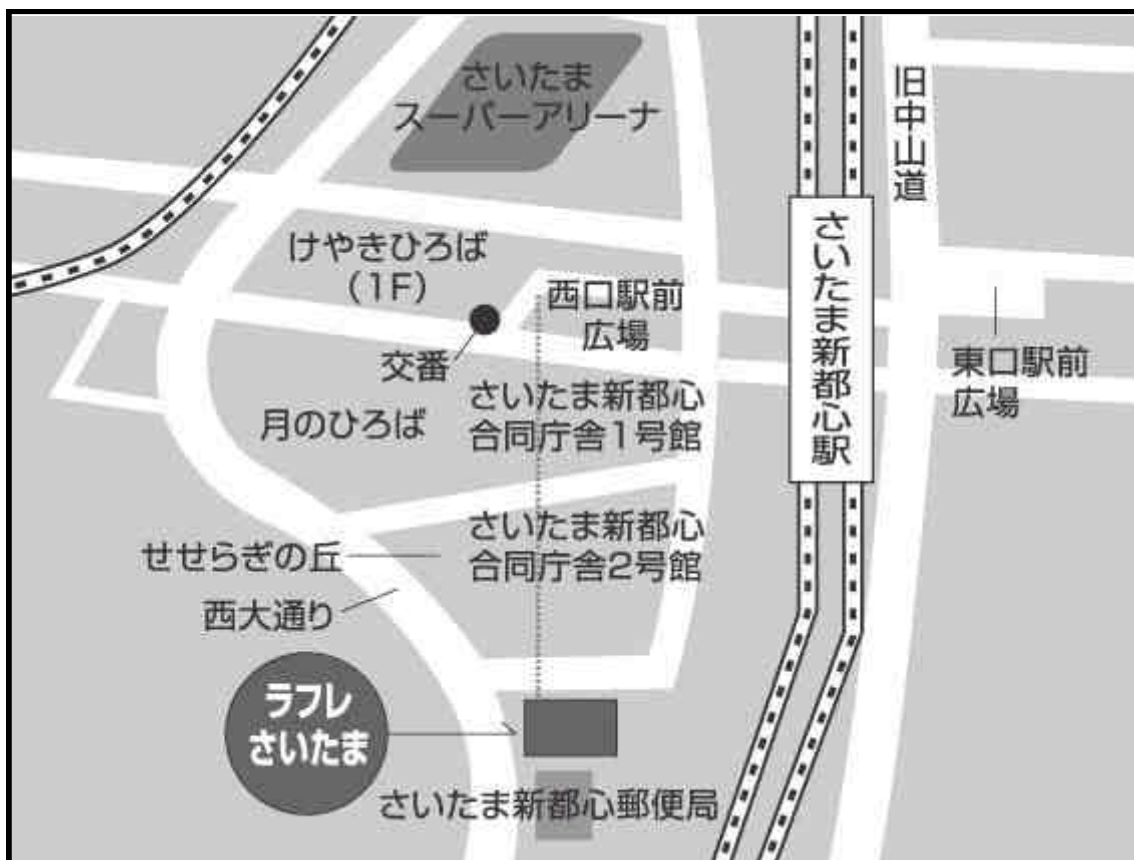 さいたま
スーパーアリーナ
旧中山道
けやきひろば
(1F)
西口駅前
広場
さいたま新都心駅
交番
東口駅前
広場
月のひろば
さいたま新都心
合同庁舎1号館
さいたま新都心
合同庁舎2号館
せせらぎの丘
西大通り
ラフレ
さいたま
さいたま新都心郵便局